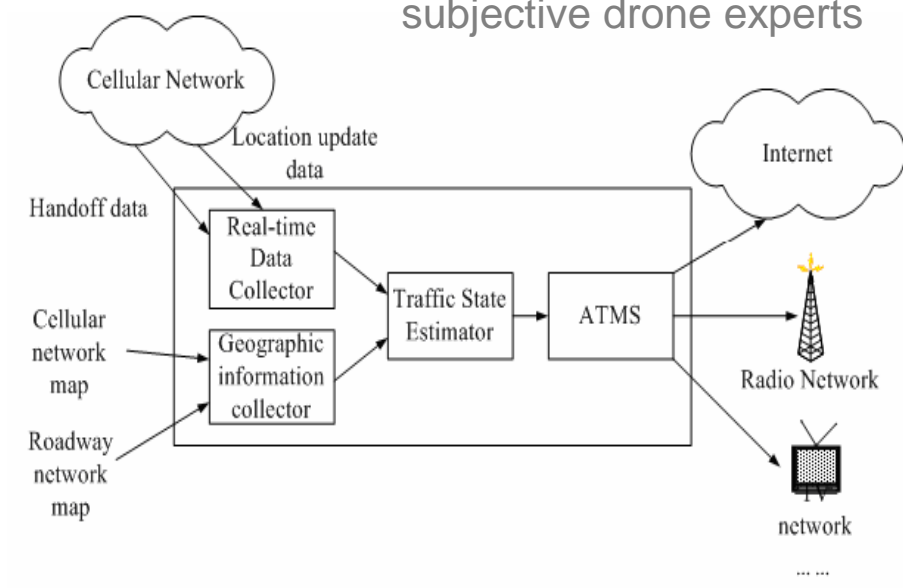 subjective drone experts
Cellular Network
Location update
data
Handoff data
Real-time
Data
Collector
Cellular
network
map
Geographic
information
collector
Roadway
network
map
Traffic State
Estimator
ATMS
Internet
Radio Network
TV
network
... ...